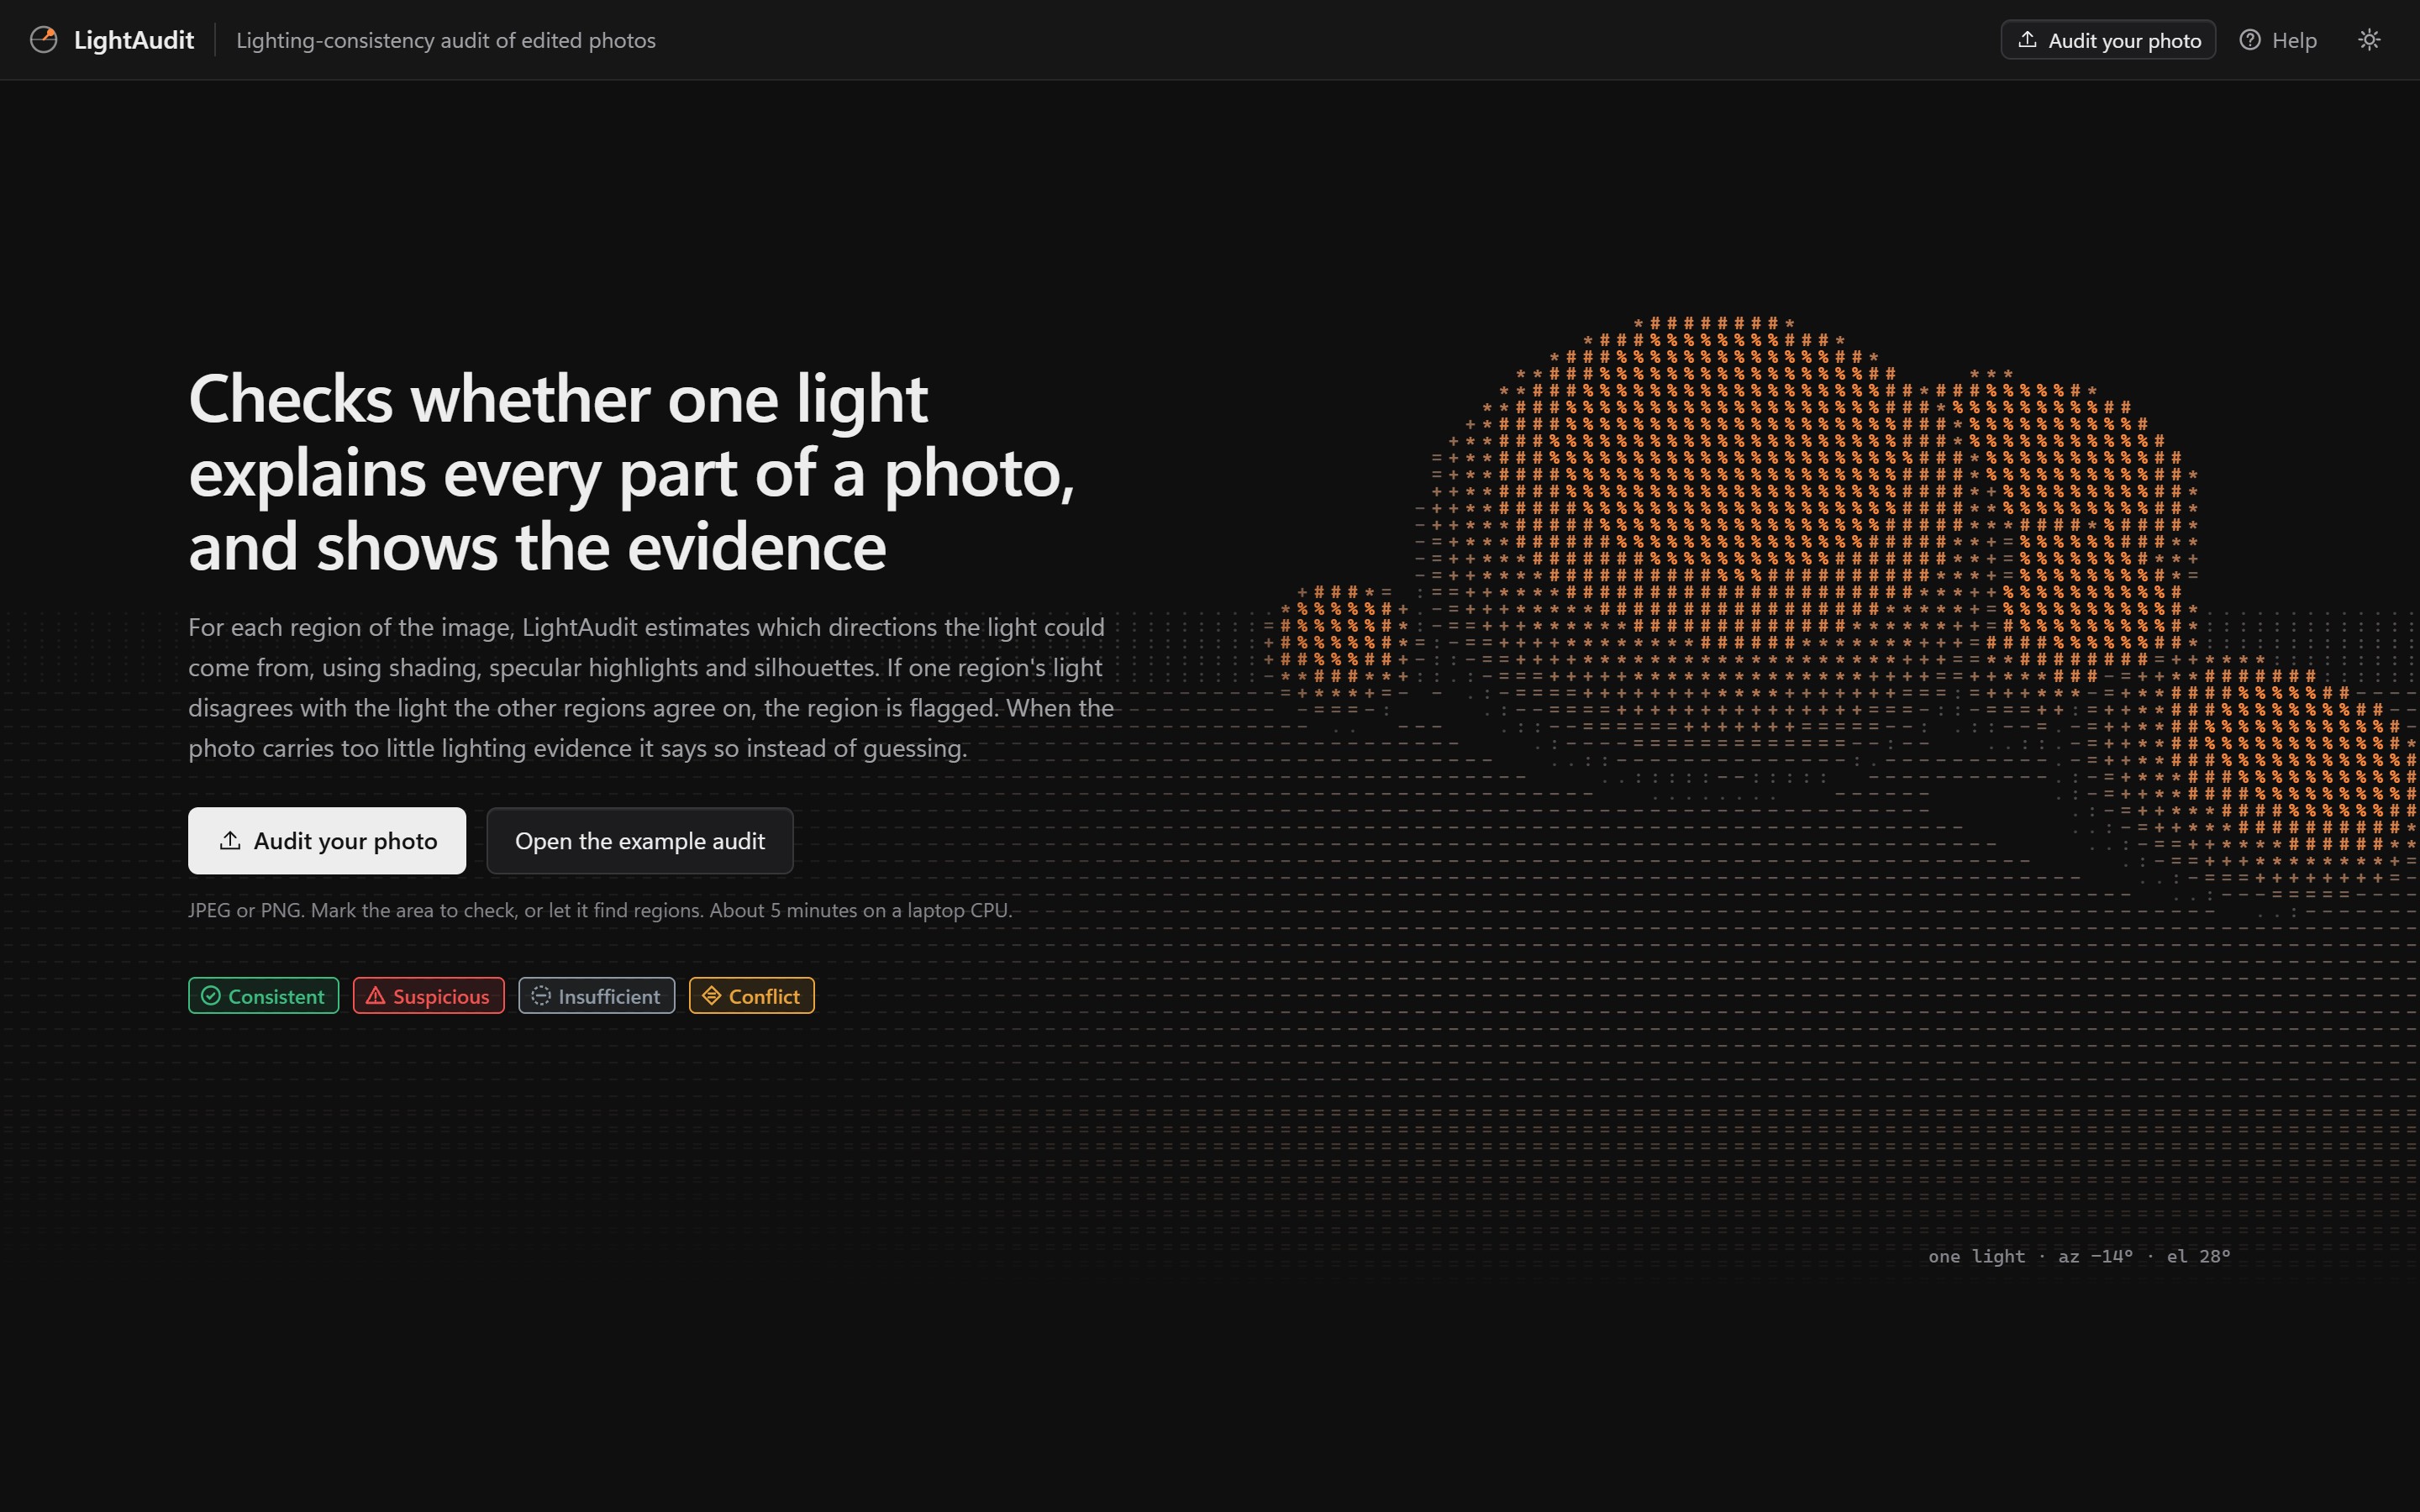 LightAudit
Lighting-consistency audit of edited photos
Audit your photo
Help
Checks whether one light
explains every part of a photo,
and shows the evidence
For each region of the image, LightAudit estimates which directions the light could
come from, using shading, specular highlights and silhouettes. If one region's light
disagrees with the light the other regions agree on, the region is flagged. When the
photo carries too little lighting evidence it says so instead of guessing.
Audit your photo
Open the example audit
JPEG or PNG. Mark the area to check, or let it find regions. About 5 minutes on a laptop CPU.
Consistent
Suspicious
Insufficient
Conflict
one light · az −14° · el 28°